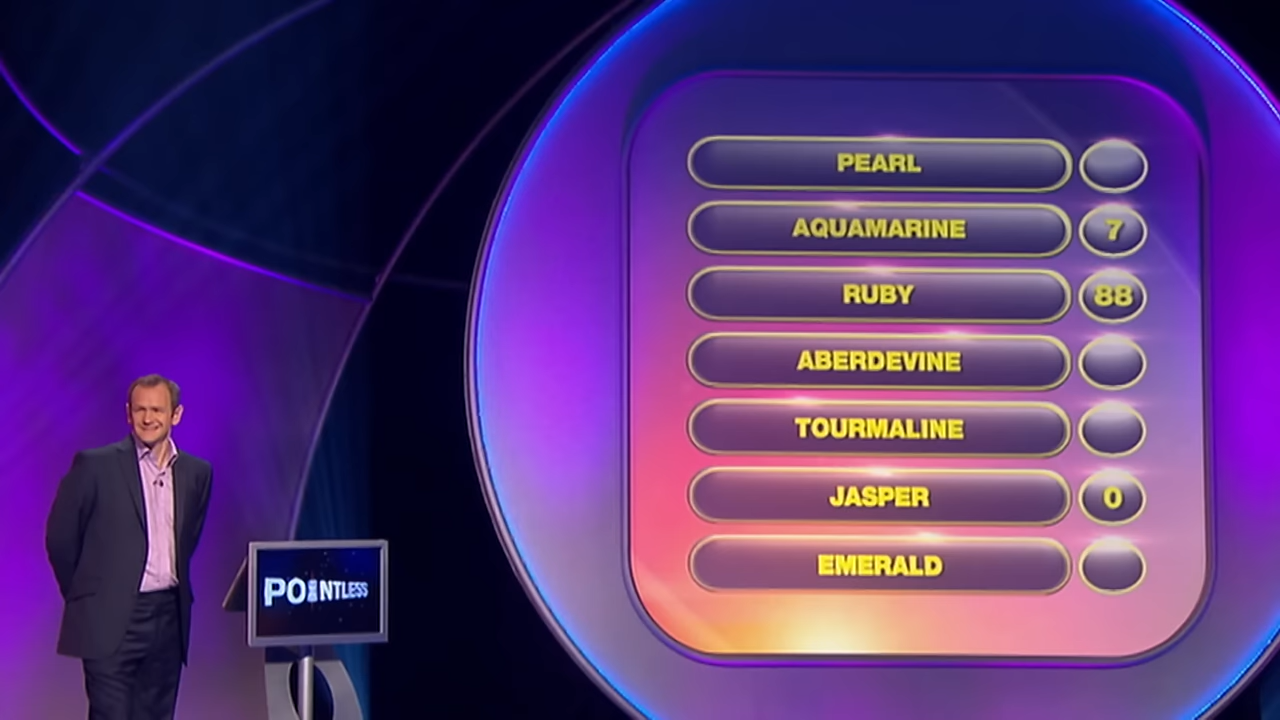 PEARL
AQUAMARINE 7
RUBY 88
ABERDEVINE
TOURMALINE
JASPER 0
EMERALD
POINTLESS